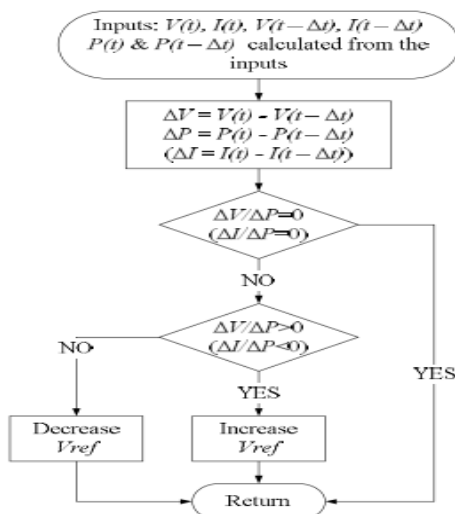 Inputs: V(t), I(t), V(t – Δt), I(t – Δt)
P(t) & P(t – Δt) calculated from the
inputs
ΔV = V(t) - V(t – Δt)
ΔP = P(t) - P(t – Δt)
(ΔI = I(t) - I(t – Δt))
ΔV/ΔP=0
(ΔI/ΔP=0)
NO
ΔV/ΔP>0
(ΔI/ΔP<0)
NO
YES
YES
Decrease
Vref
Increase
Vref
Return